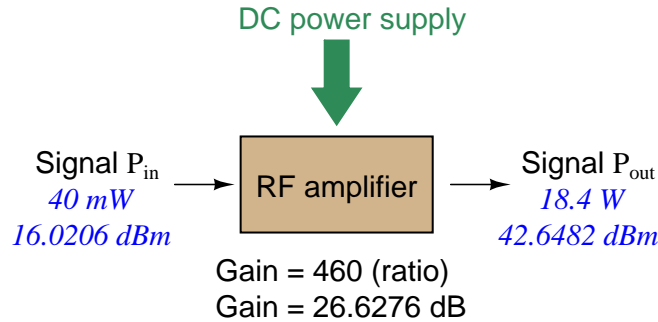 DC power supply
Signal Pin
40 mW
16.0206 dBm
RF amplifier
Signal Pout
18.4 W
42.6482 dBm
Gain = 460 (ratio)
Gain = 26.6276 dB